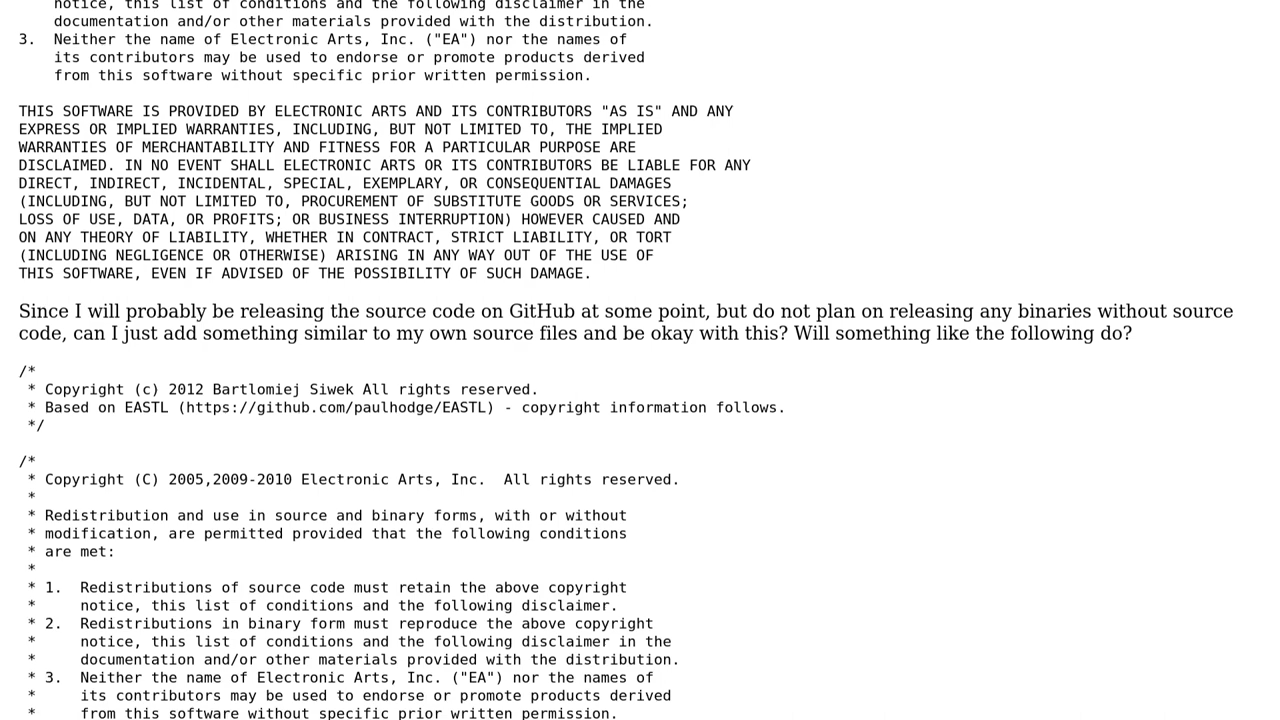 notice, this list of conditions and the following disclaimer in the
documentation and/or other materials provided with the distribution.
3.  Neither the name of Electronic Arts, Inc. ("EA") nor the names of
its contributors may be used to endorse or promote products derived
from this software without specific prior written permission.
THIS SOFTWARE IS PROVIDED BY ELECTRONIC ARTS AND ITS CONTRIBUTORS "AS IS" AND ANY
EXPRESS OR IMPLIED WARRANTIES, INCLUDING, BUT NOT LIMITED TO, THE IMPLIED
WARRANTIES OF MERCHANTABILITY AND FITNESS FOR A PARTICULAR PURPOSE ARE
DISCLAIMED. IN NO EVENT SHALL ELECTRONIC ARTS OR ITS CONTRIBUTORS BE LIABLE FOR ANY
DIRECT, INDIRECT, INCIDENTAL, SPECIAL, EXEMPLARY, OR CONSEQUENTIAL DAMAGES
(INCLUDING, BUT NOT LIMITED TO, PROCUREMENT OF SUBSTITUTE GOODS OR SERVICES;
LOSS OF USE, DATA, OR PROFITS; OR BUSINESS INTERRUPTION) HOWEVER CAUSED AND
ON ANY THEORY OF LIABILITY, WHETHER IN CONTRACT, STRICT LIABILITY, OR TORT
(INCLUDING NEGLIGENCE OR OTHERWISE) ARISING IN ANY WAY OUT OF THE USE OF
THIS SOFTWARE, EVEN IF ADVISED OF THE POSSIBILITY OF SUCH DAMAGE.
Since I will probably be releasing the source code on GitHub at some point, but do not plan on releasing any binaries without source
code, can I just add something similar to my own source files and be okay with this? Will something like the following do?
/*
* Copyright (c) 2012 Bartlomiej Siwek All rights reserved.
* Based on EASTL (https://github.com/paulhodge/EASTL) - copyright information follows.
*/
/*
* Copyright (C) 2005,2009-2010 Electronic Arts, Inc.  All rights reserved.
*
* Redistribution and use in source and binary forms, with or without
* modification, are permitted provided that the following conditions
* are met:
*
* 1.  Redistributions of source code must retain the above copyright
*     notice, this list of conditions and the following disclaimer.
* 2.  Redistributions in binary form must reproduce the above copyright
*     notice, this list of conditions and the following disclaimer in the
*     documentation and/or other materials provided with the distribution.
* 3.  Neither the name of Electronic Arts, Inc. ("EA") nor the names of
*     its contributors may be used to endorse or promote products derived
*     from this software without specific prior written permission.